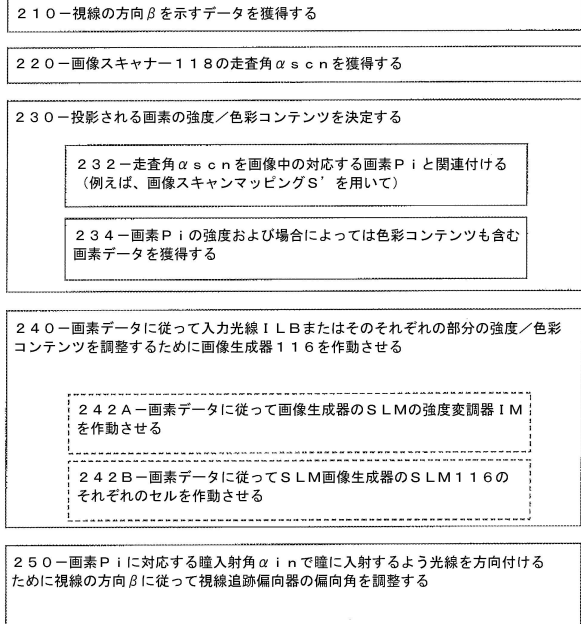 210－視線の方向βを示すデータを獲得する
220－画像スキャナー118の走査角αscnを獲得する
230－投影される画素の強度／色彩コンテンツを決定する
232－走査角αscnを画像中の対応する画素Piと関連付ける
（例えば、画像スキャンマッピングS’を用いて）
234－画素Piの強度および場合によっては色彩コンテンツも含む
画素データを獲得する
240－画素データに従って入力光線ILBまたはそのそれぞれの部分の強度／色彩
コンテンツを調整するために画像生成器116を作動させる
242A－画素データに従って画像生成器のSLMの強度変調器IM
を作動させる
242B－画素データに従ってSLM画像生成器のSLM116の
それぞれのセルを作動させる
250－画素Piに対応する瞳入射角αinで瞳に入射するよう光線を方向付ける
ために視線の方向βに従って視線追跡偏向器の偏向角を調整する